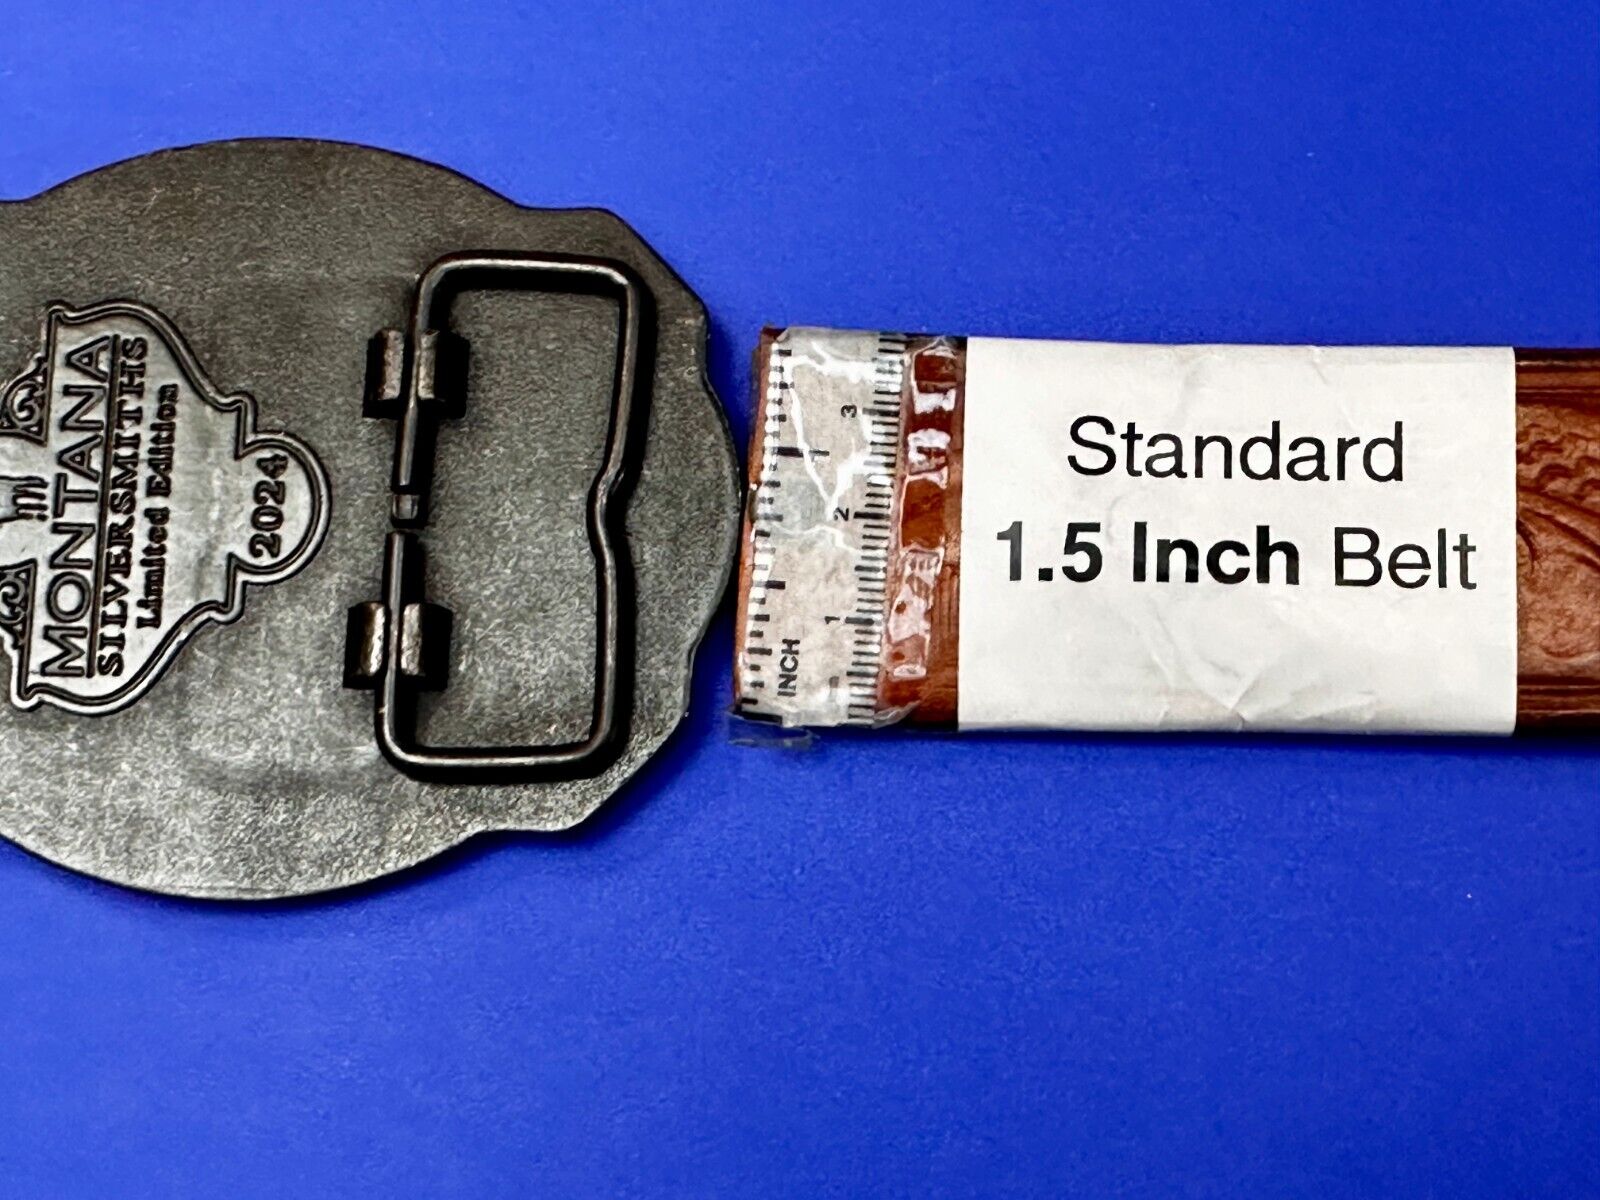 m
MONTANA
SILVERSMITHS
Limited Edition
2024
INCH
1
1
2
3
Standard
1.5 Inch Belt